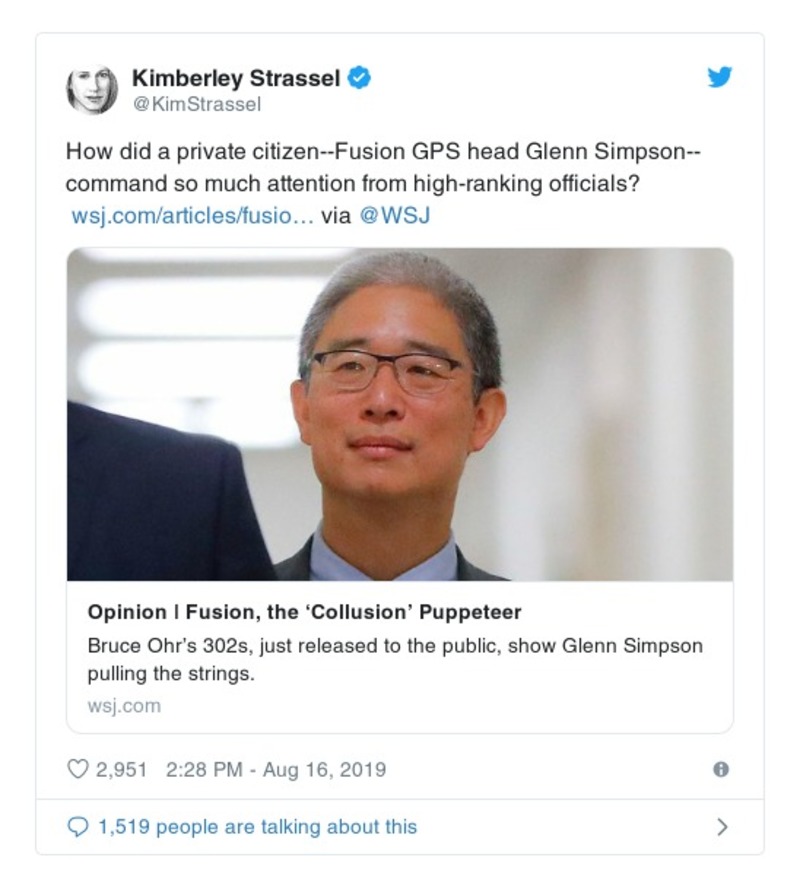 Kimberley Strassel
@KimStrassel
How did a private citizen--Fusion GPS head Glenn Simpson--
command so much attention from high-ranking officials?
wsj.com/articles/fusio… via @WSJ
Opinion | Fusion, the ‘Collusion’ Puppeteer
Bruce Ohr’s 302s, just released to the public, show Glenn Simpson
pulling the strings.
wsj.com
2,951 2:28 PM - Aug 16, 2019
1,519 people are talking about this